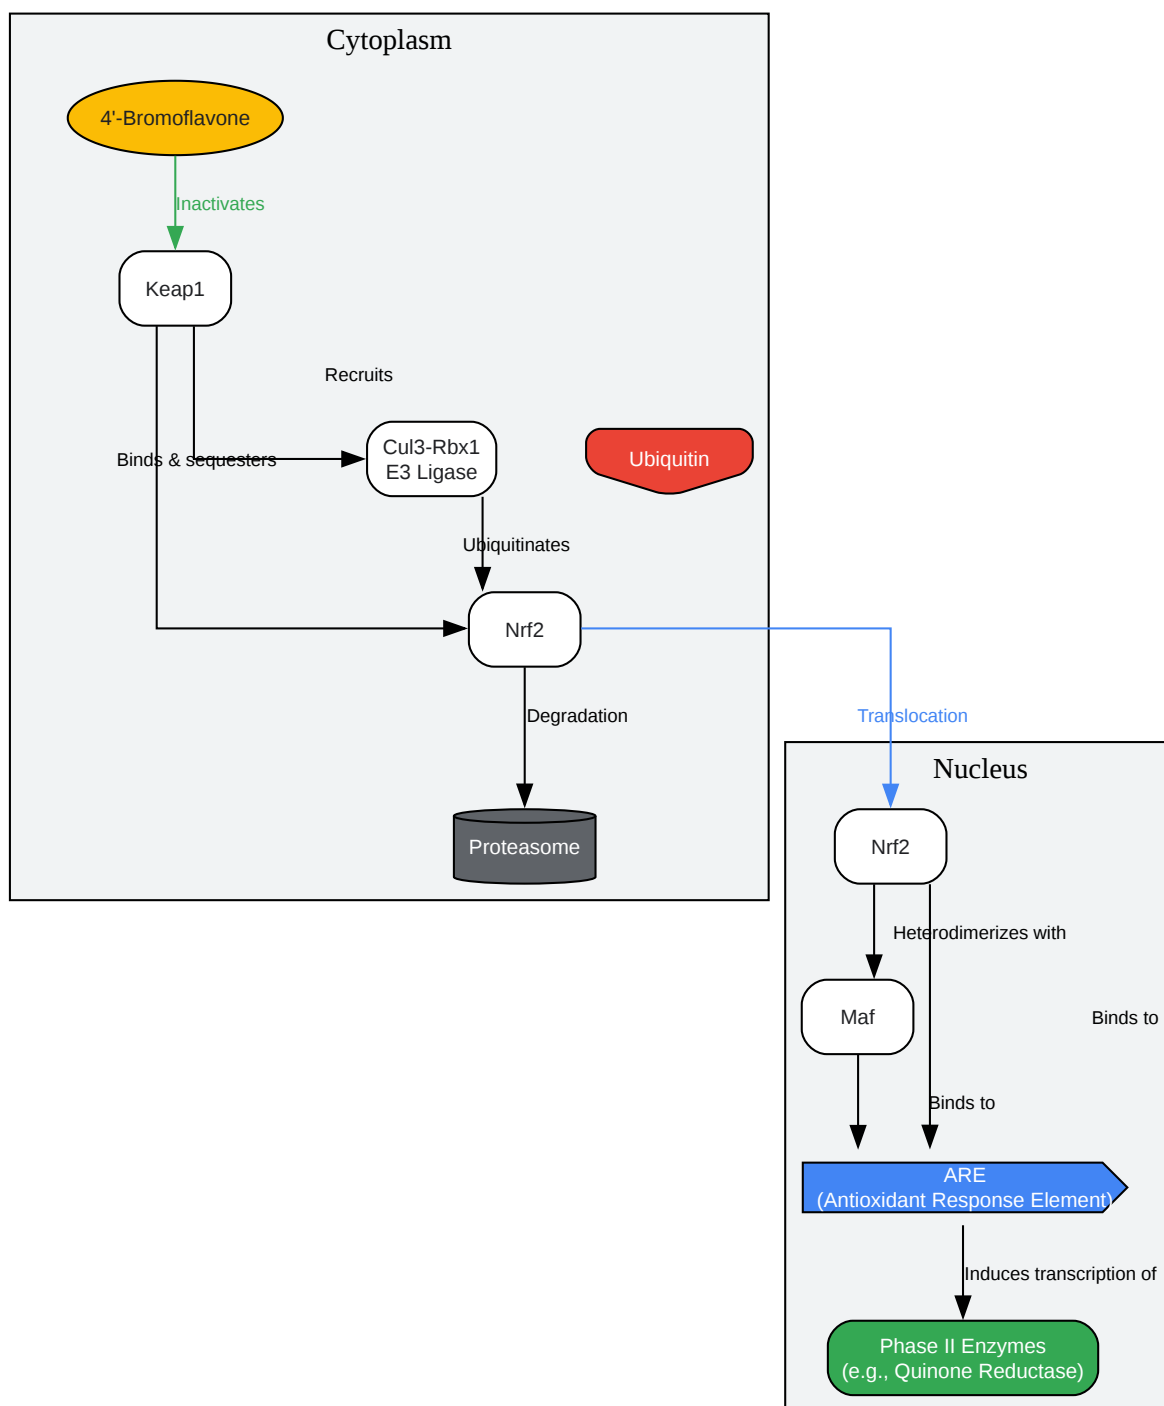 Cytoplasm
4'-Bromoflavone
Inactivates
Keap1
Recruits
Binds & sequesters
Cul3-Rbx1
E3 Ligase
Ubiquitin
Ubiquitinates
Nrf2
Degradation
Translocation
Proteasome
Nucleus
Nrf2
Heterodimerizes with
Maf
Binds to
Binds to
ARE
(Antioxidant Response Element)
Induces transcription of
Phase II Enzymes
(e.g., Quinone Reductase)